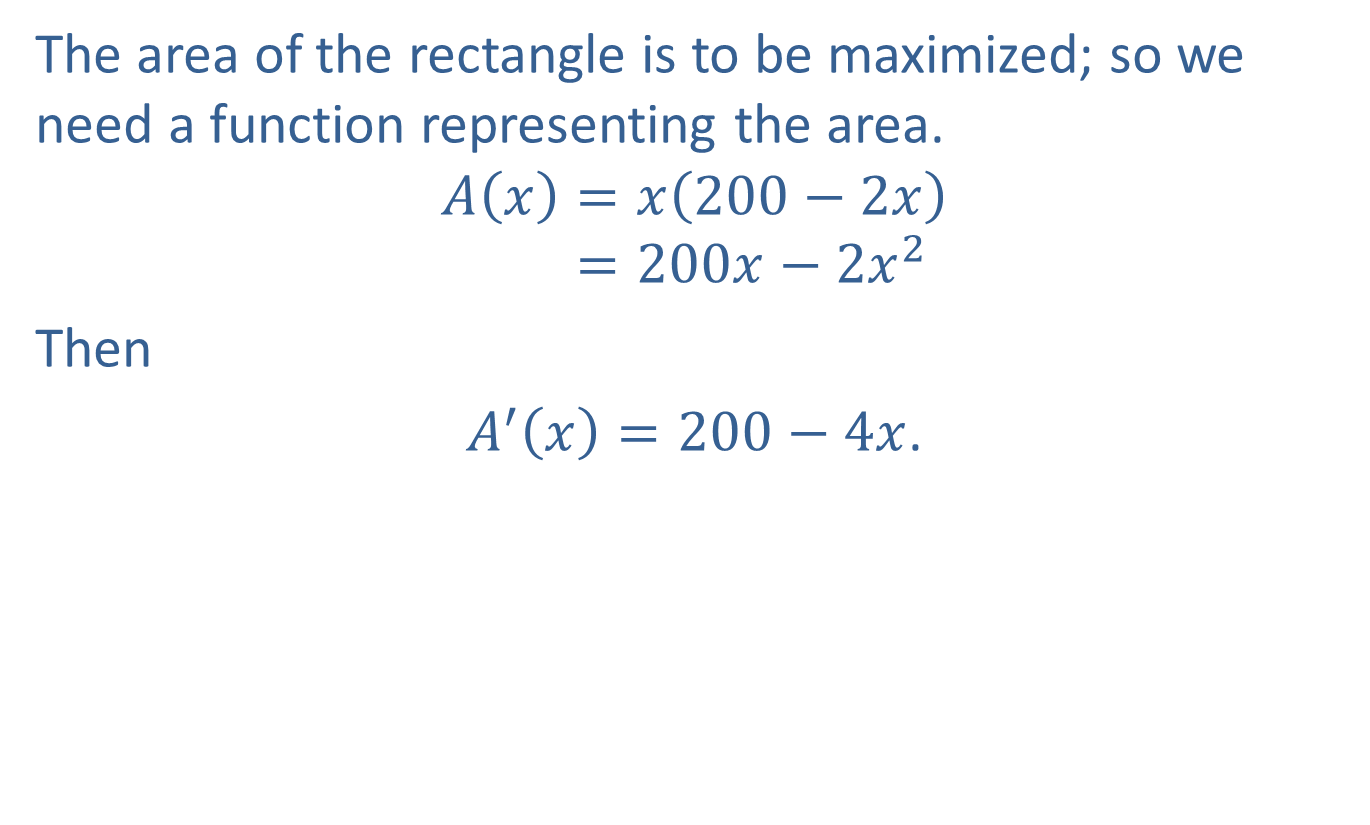 The area of the rectangle is to be maximized; so we
need a function representing the area.
𝐴(𝑥) = 𝑥(200 − 2𝑥)
= 200𝑥 − 2𝑥²
Then
𝐴′(𝑥) = 200 − 4𝑥.